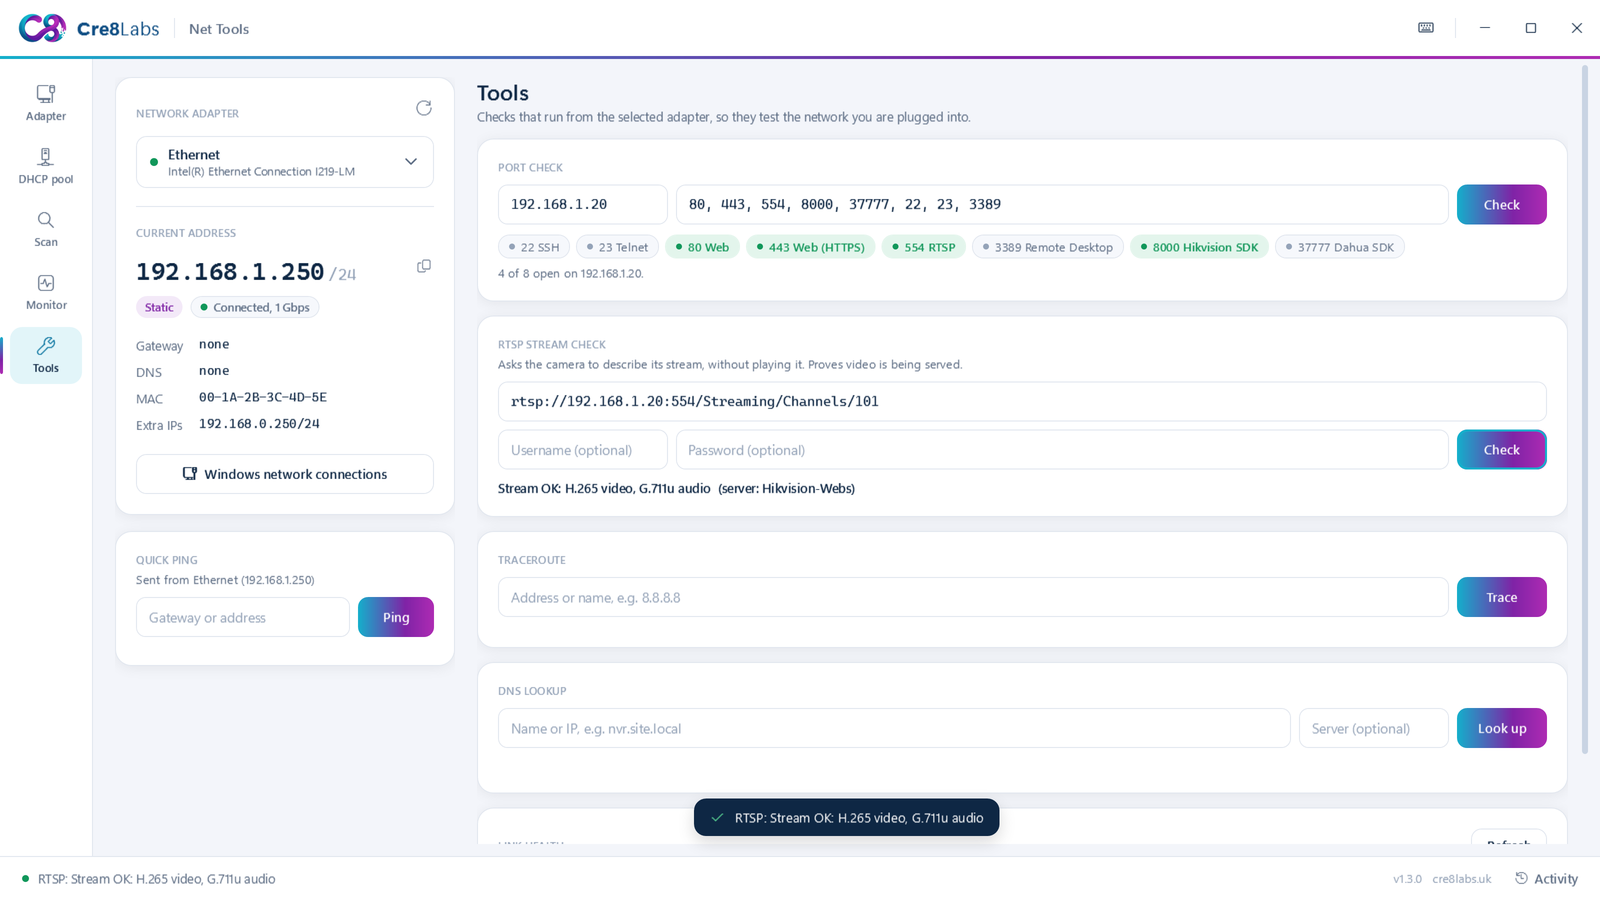 Cre8Labs
Net Tools
Adapter
DHCP pool
Scan
Monitor
Tools
NETWORK ADAPTER
Ethernet
Intel(R) Ethernet Connection I219-LM
CURRENT ADDRESS
192.168.1.250 /24
Static
Connected, 1 Gbps
Gateway none
DNS none
MAC 00-1A-2B-3C-4D-5E
Extra IPs 192.168.0.250/24
Windows network connections
QUICK PING
Sent from Ethernet (192.168.1.250)
Gateway or address
Ping
Tools
Checks that run from the selected adapter, so they test the network you are plugged into.
PORT CHECK
192.168.1.20
80, 443, 554, 8000, 37777, 22, 23, 3389
Check
22 SSH
23 Telnet
80 Web
443 Web (HTTPS)
554 RTSP
3389 Remote Desktop
8000 Hikvision SDK
37777 Dahua SDK
4 of 8 open on 192.168.1.20.
RTSP STREAM CHECK
Asks the camera to describe its stream, without playing it. Proves video is being served.
rtsp://192.168.1.20:554/Streaming/Channels/101
Username (optional)
Password (optional)
Check
Stream OK: H.265 video, G.711u audio (server: Hikvision-Webs)
TRACEROUTE
Address or name, e.g. 8.8.8.8
Trace
DNS LOOKUP
Name or IP, e.g. nvr.site.local
Server (optional)
Look up
LINK HEALTH
Refresh
RTSP: Stream OK: H.265 video, G.711u audio
RTSP: Stream OK: H.265 video, G.711u audio
v1.3.0
cre8labs.uk
Activity